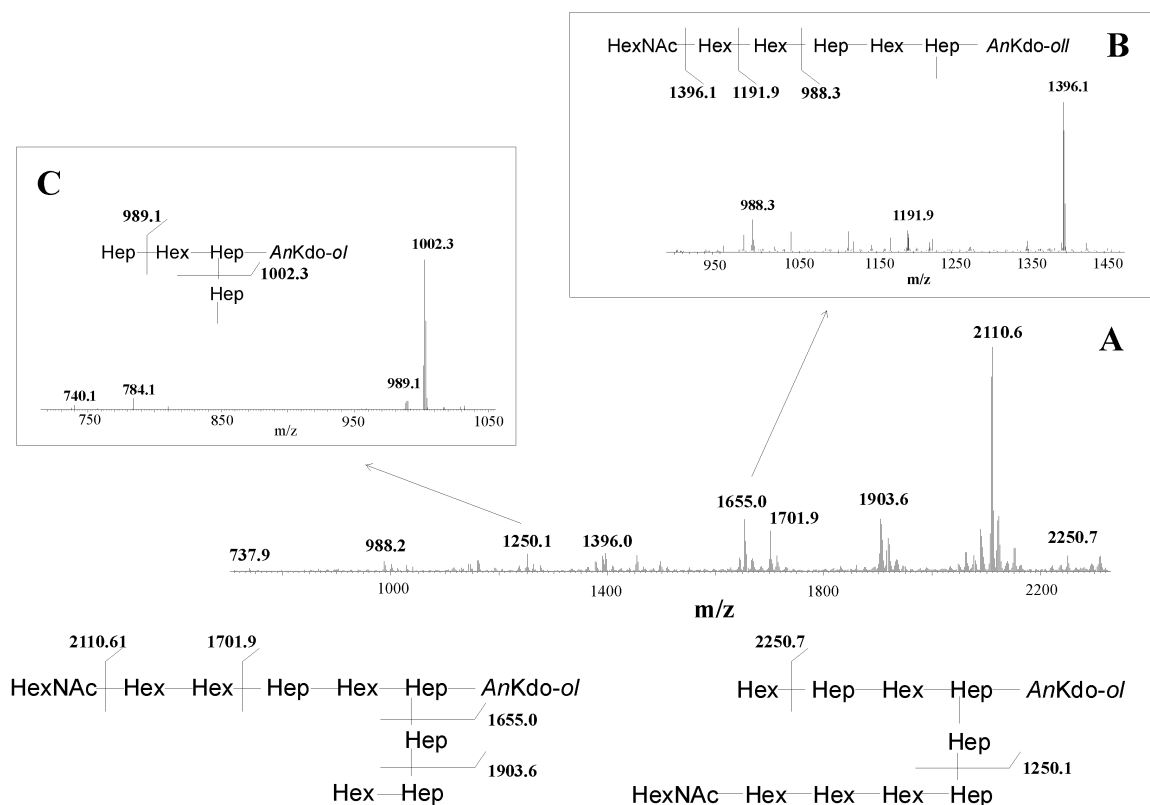 B
HexNAc Hex Hex Hep Hex Hep AnKdo-oll
1396.1 1191.9 988.3
1396.1
988.3
1191.9
950 1050 1150 1250 1350 1450
m/z
C
989.1
Hep Hex Hep AnKdo-ol
1002.3
Hep
1002.3
989.1
740.1 784.1
750 850 950 1050
m/z
A
2110.6
1655.0
1903.6
1701.9
737.9 988.2 1250.1 1396.0 2250.7
1000 1400 1800 2200
m/z
2110.61 1701.9
HexNAc Hex Hex Hep Hex Hep AnKdo-ol
1655.0
Hep
1903.6
Hex Hep
2250.7
Hex Hep Hex Hep AnKdo-ol
Hep
1250.1
HexNAc Hex Hex Hex Hep